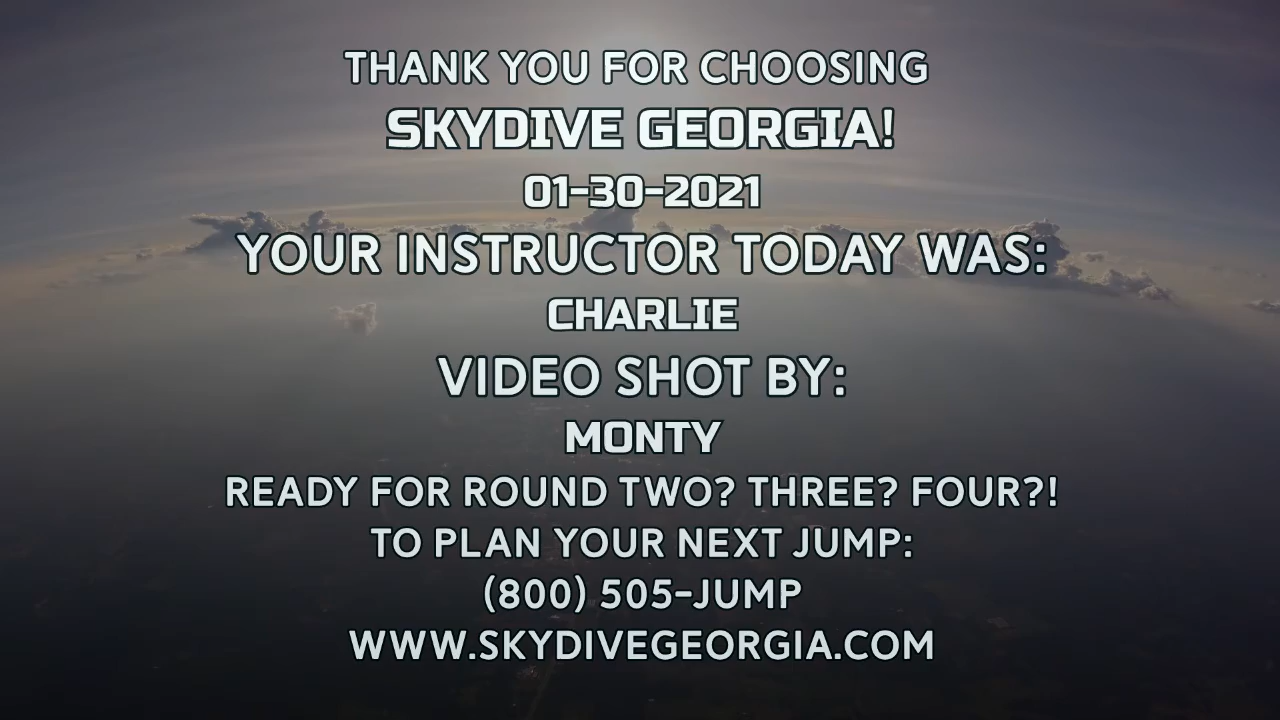 THANK YOU FOR CHOOSING
SKYDIVE GEORGIA!
01-30-2021
YOUR INSTRUCTOR TODAY WAS:
CHARLIE
VIDEO SHOT BY:
MONTY
READY FOR ROUND TWO? THREE? FOUR?!
TO PLAN YOUR NEXT JUMP:
(800) 505-JUMP
WWW.SKYDIVEGEORGIA.COM